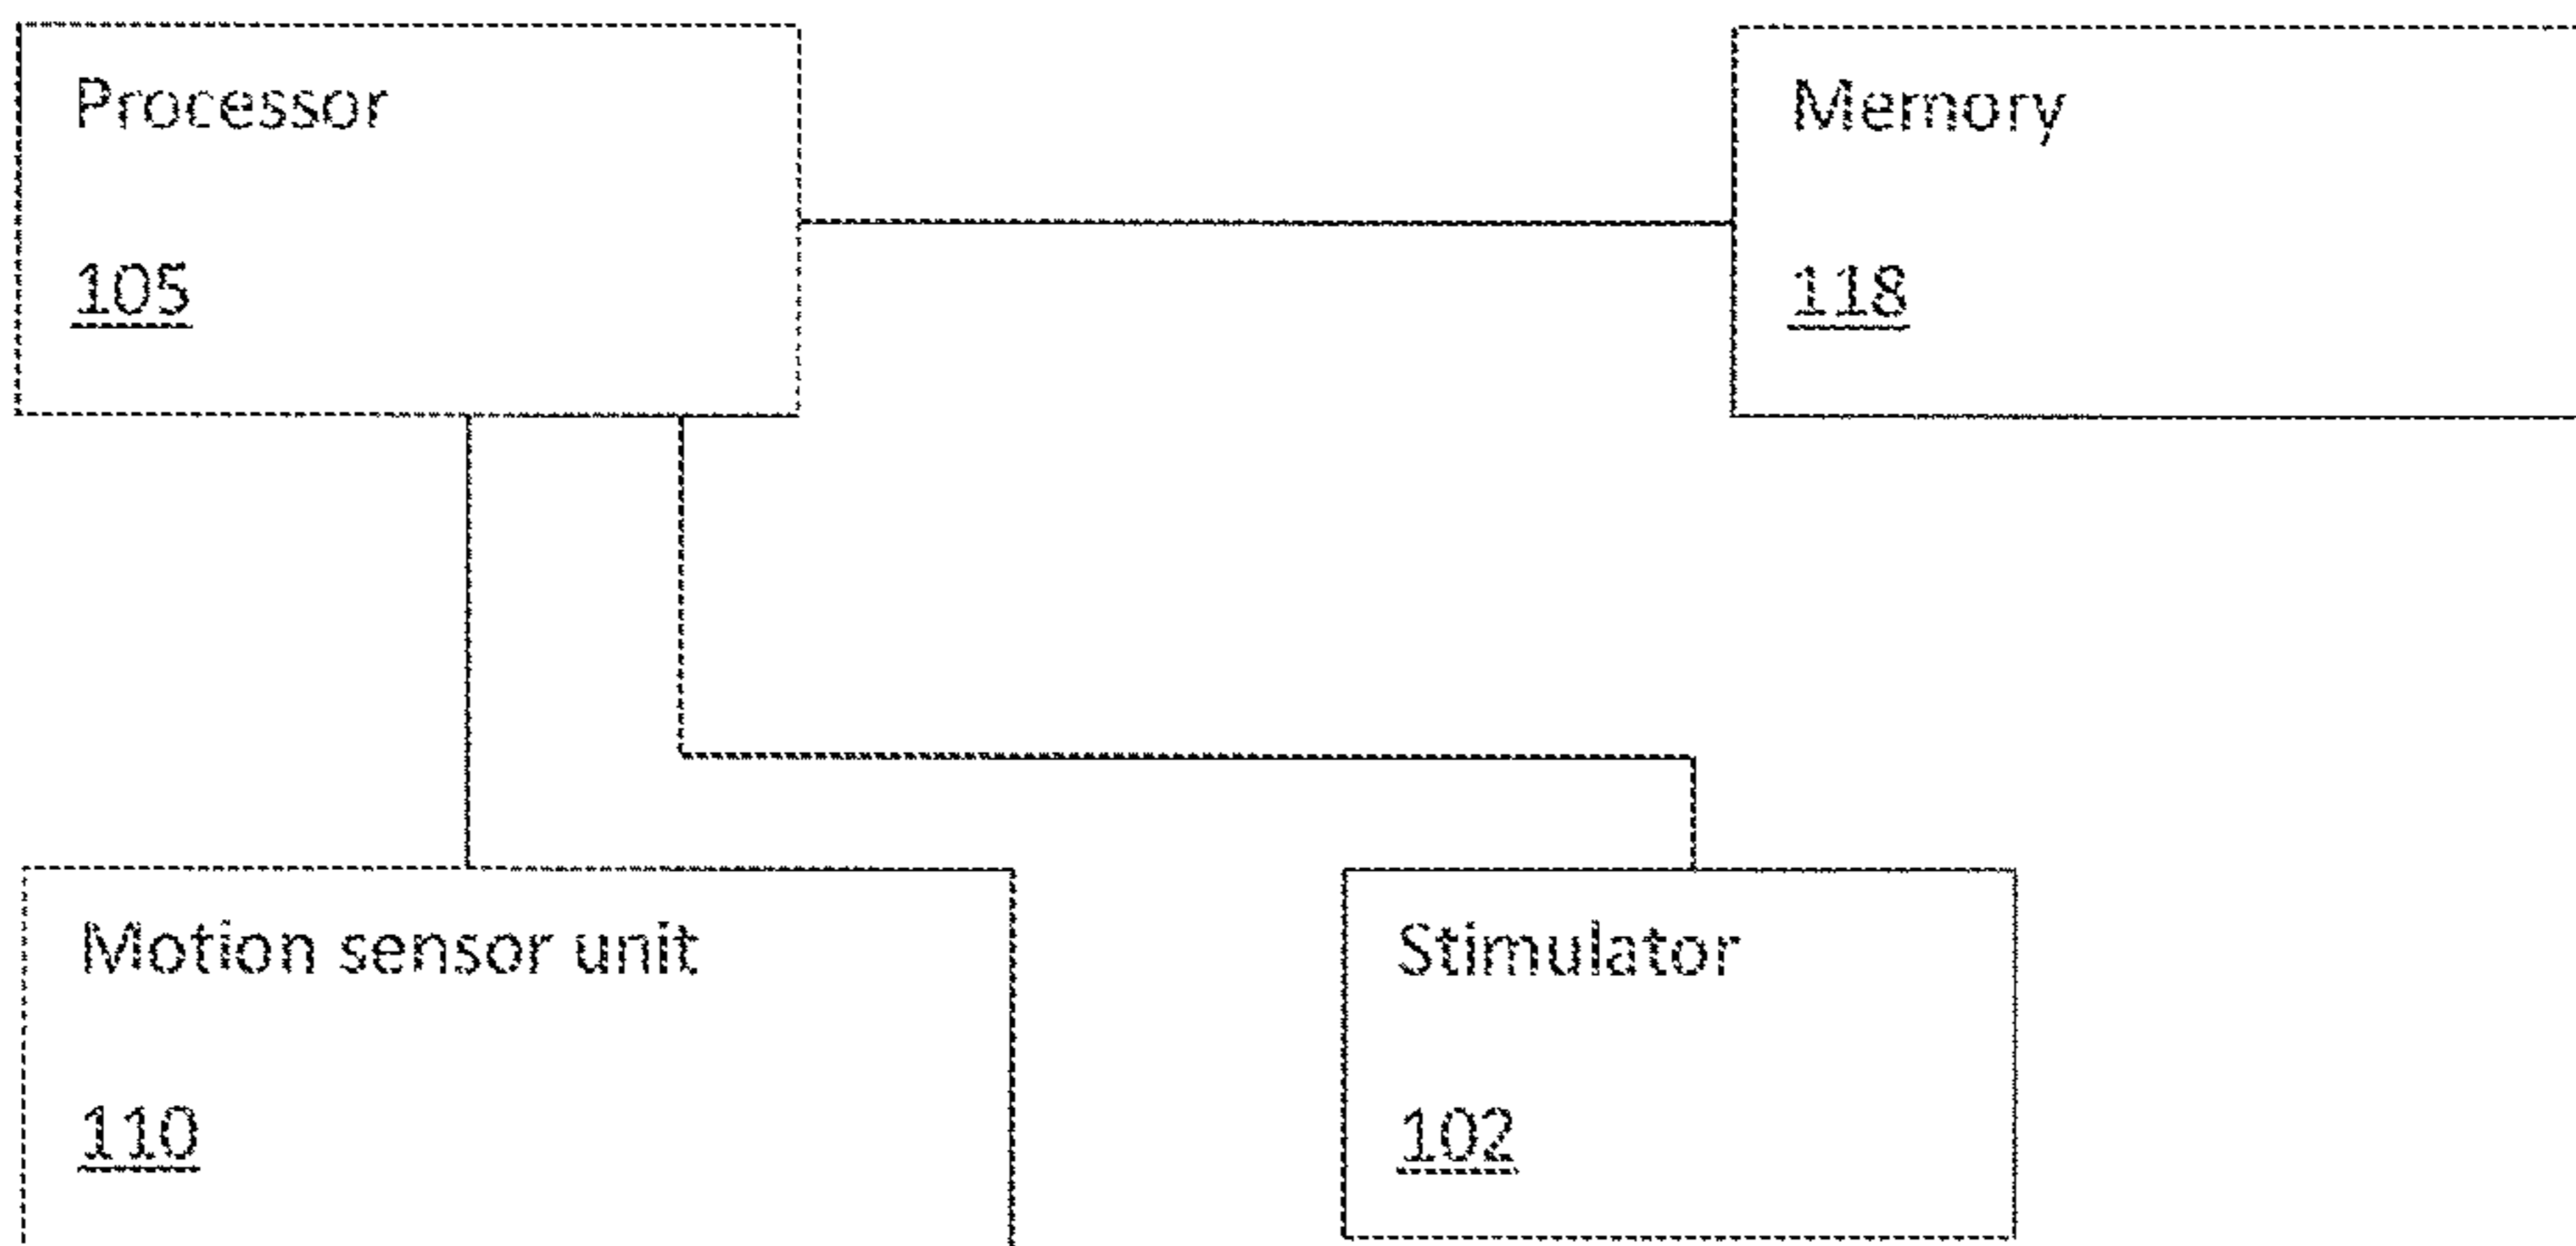 Processor
105
Memory
118
Motion sensor unit
110
Stimulator
102